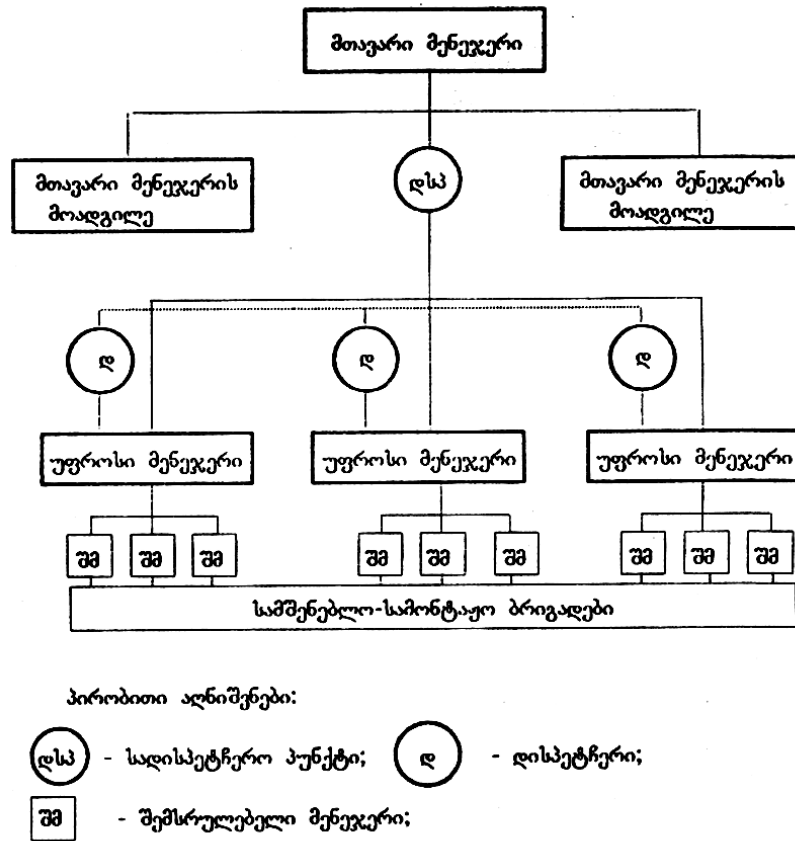 მთავარი მენეჯერი
მთავარი მენეჯერის
მოადგილე
დსპ
მთავარი მენეჯერის
მოადგილე
დ დ დ
უფროსი მენეჯერი უფროსი მენეჯერი უფროსი მენეჯერი
შმ შმ შმ შმ შმ შმ შმ შმ შმ
სამშენებლო-სამონტაჟო ბრიგადები
პირობითი აღნიშვნები:
დსპ - სადისპეტჩერო პუნქტი; დ - დისპეტჩერი;
შმ - შემსრულებელი მენეჯერი;